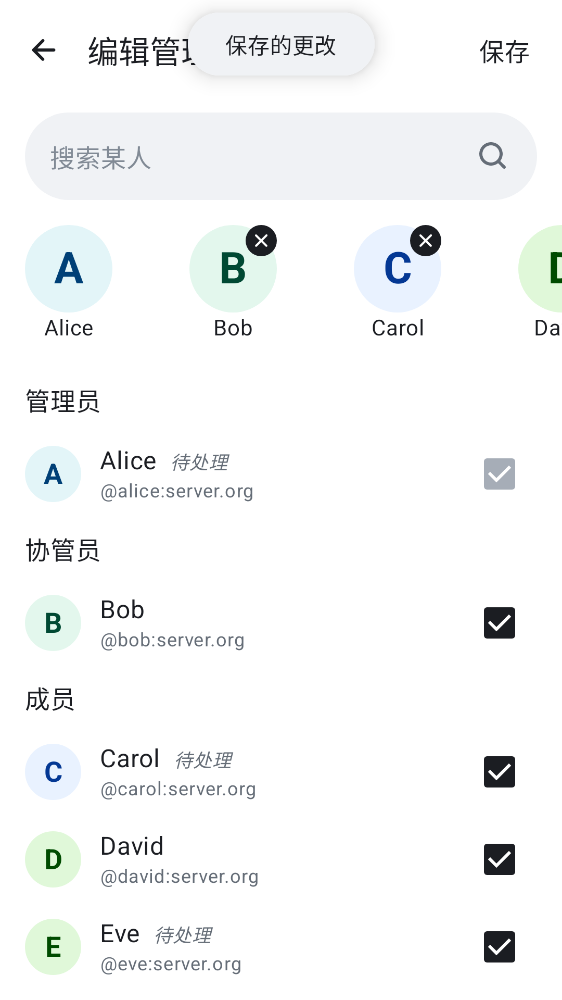 编辑管理
保存的更改
保存
搜索某人
A
B
C
D
Alice
Bob
Carol
Da
管理员
A
Alice 待处理
@alice:server.org
协管员
B
Bob
@bob:server.org
成员
C
Carol 待处理
@carol:server.org
D
David
@david:server.org
E
Eve 待处理
@eve:server.org